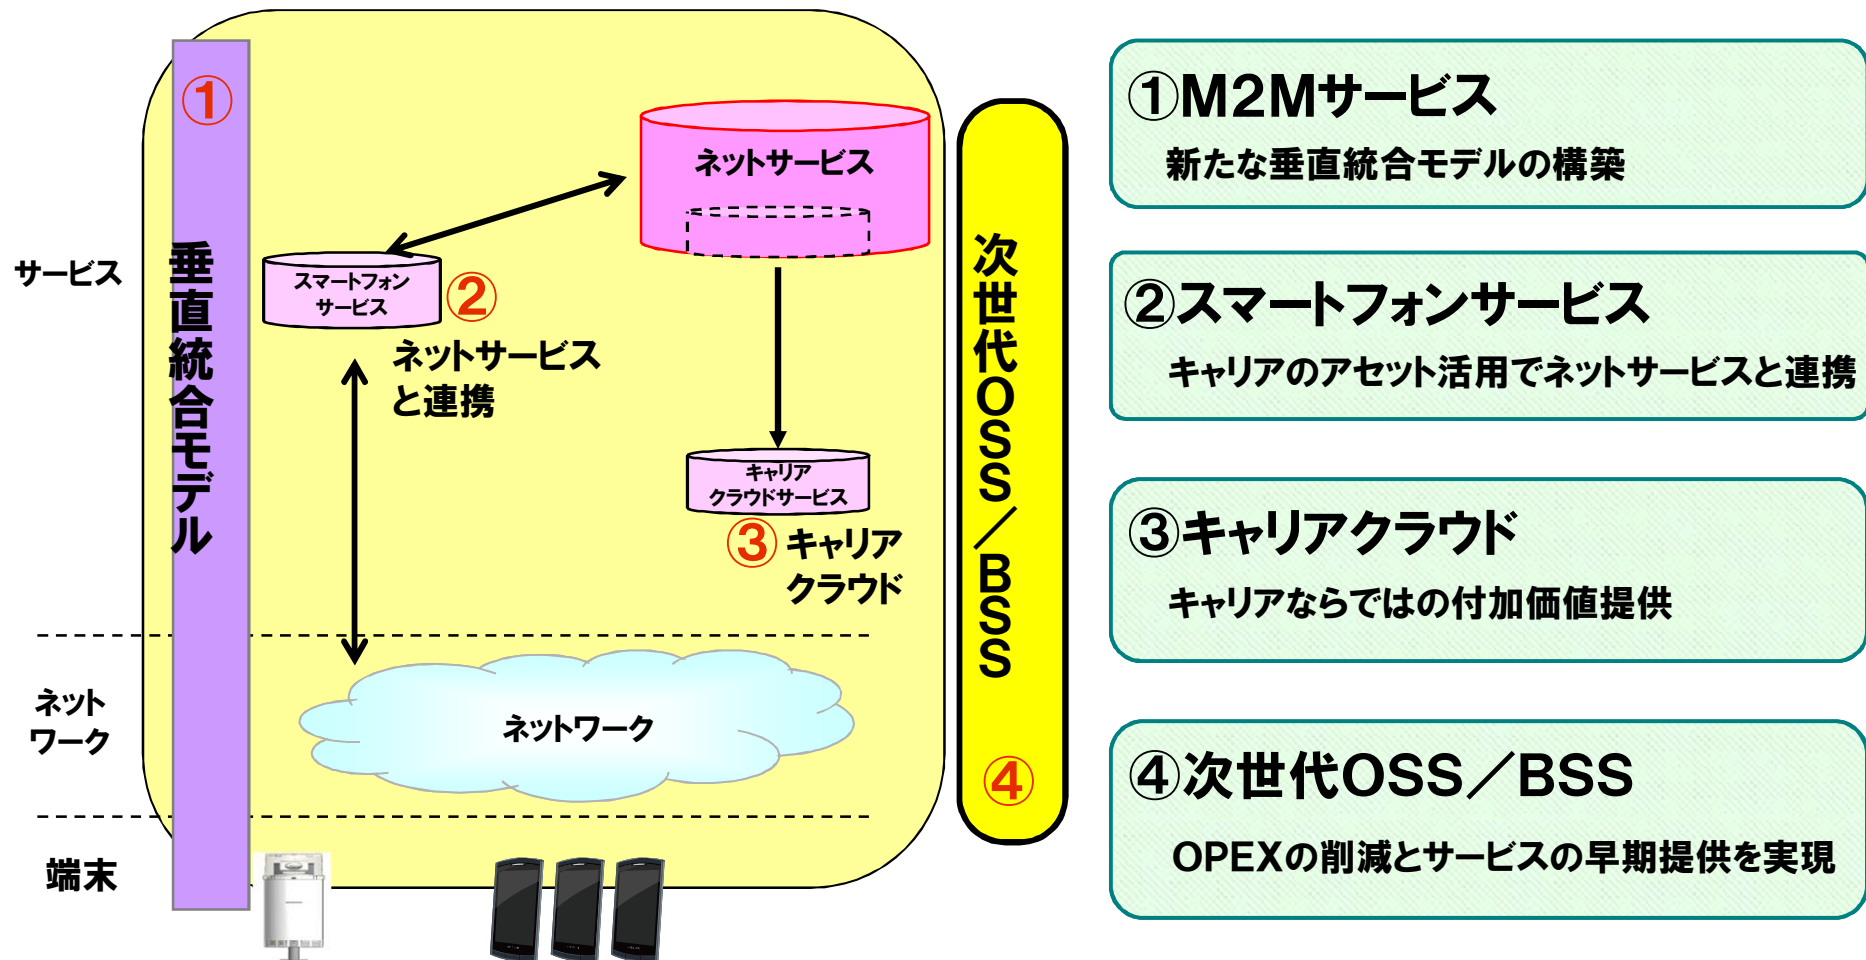 ①
垂直統合モデル
サービス
ネットワーク
端末
ネットサービス
スマートフォン
サービス
②
ネットサービス
と連携
キャリア
クラウドサービス
③
キャリア
クラウド
ネット
ワーク
次世代OSS／BSS
④
①M2Mサービス
新たな垂直統合モデルの構築
②スマートフォンサービス
キャリアのアセット活用でネットサービスと連携
③キャリアクラウド
キャリアならではの付加価値提供
④次世代OSS／BSS
OPEXの削減とサービスの早期提供を実現